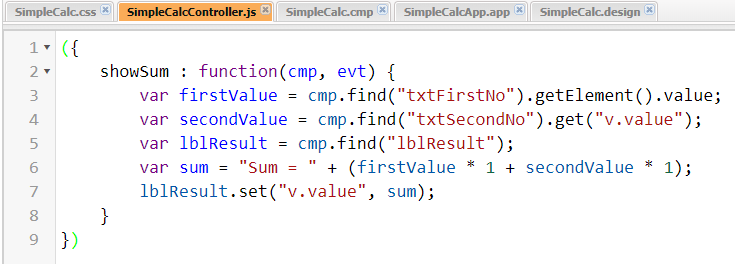 SimpleCalc.css SimpleCalcController.js SimpleCalc.cmp SimpleCalcApp.app SimpleCalc.design
1 ({
2 showSum : function(cmp, evt) {
3 var firstValue = cmp.find("txtFirstNo").getElement().value;
4 var secondValue = cmp.find("txtSecondNo").get("v.value");
5 var lblResult = cmp.find("lblResult");
6 var sum = "Sum = " + (firstValue * 1 + secondValue * 1);
7 lblResult.set("v.value", sum);
8 }
9 })